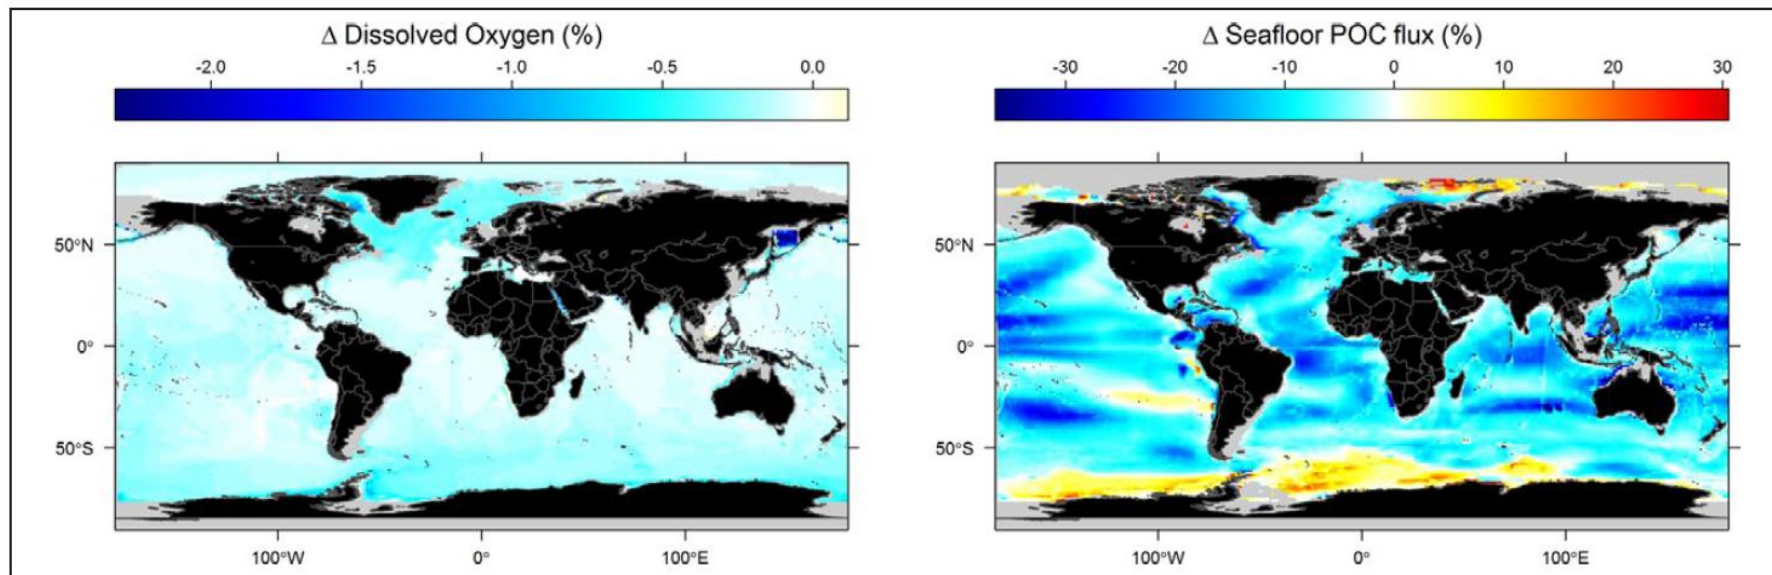 Δ Dissolved Oxygen (%)
-2.0 -1.5 -1.0 -0.5 0.0
50°N
0°
50°S
100°W 0° 100°E
Δ Seafloor POC flux (%)
-30 -20 -10 0 10 20 30
50°N
0°
50°S
100°W 0° 100°E